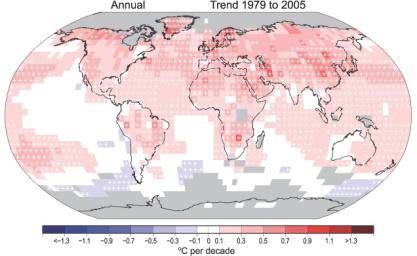 Annual Trend 1979 to 2005
<-1.3 -1.1 -0.9 -0.7 -0.5 -0.3 -0.1 0 0.1 0.3 0.5 0.7 0.9 1.1 >1.3
ºC per decade